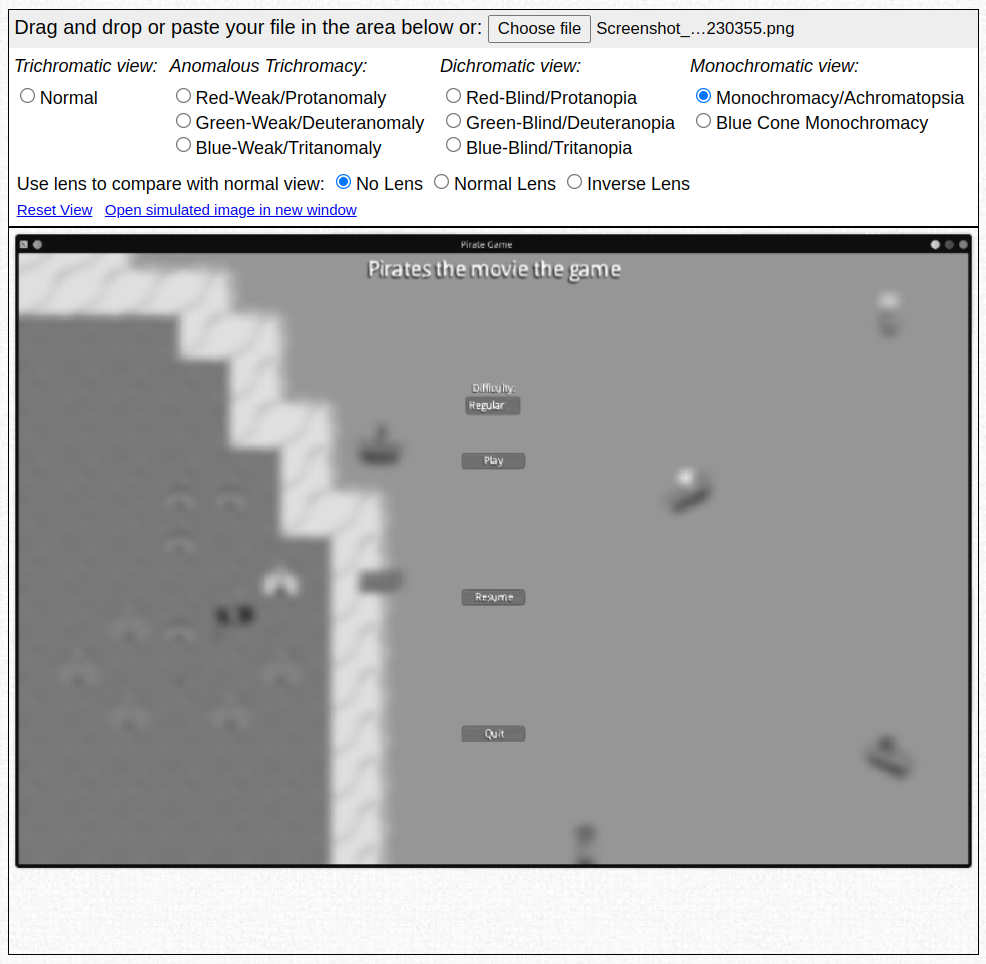 Drag and drop or paste your file in the area below or: Choose file Screenshot_...230355.png
Trichromatic view: Anomalous Trichromacy: Dichromatic view: Monochromatic view:
Normal Red-Weak/Protanomaly Red-Blind/Protanopia Monochromacy/Achromatopsia
Green-Weak/Deuteranomaly Green-Blind/Deuteranopia Blue Cone Monochromacy
Blue-Weak/Tritanomaly Blue-Blind/Tritanopia
Use lens to compare with normal view: No Lens Normal Lens Inverse Lens
Reset View Open simulated image in new window
Pirate Game
Pirates the movie the game
Difficulty:
Regular
Play
Resume
Quit